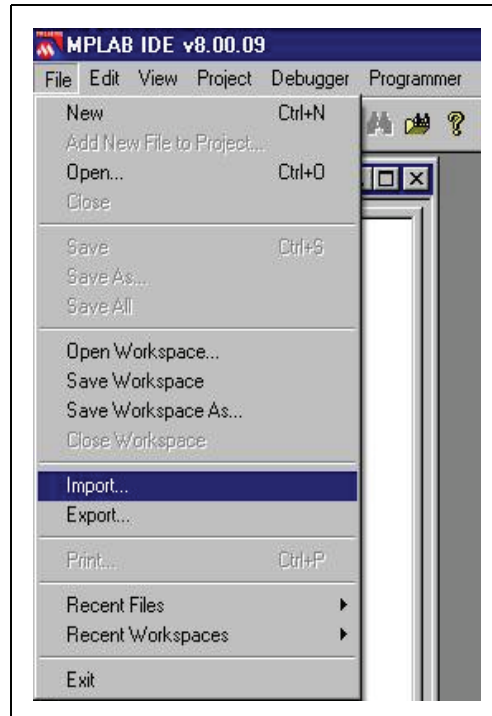 MPLAB IDE v8.00.09
File Edit View Project Debugger Programmer
New Ctrl+N
Add New File to Project...
Open... Ctrl+O
Close
Save Ctrl+S
Save As...
Save All
Open Workspace...
Save Workspace
Save Workspace As...
Close Workspace
Import...
Export...
Print... Ctrl+P
Recent Files
Recent Workspaces
Exit